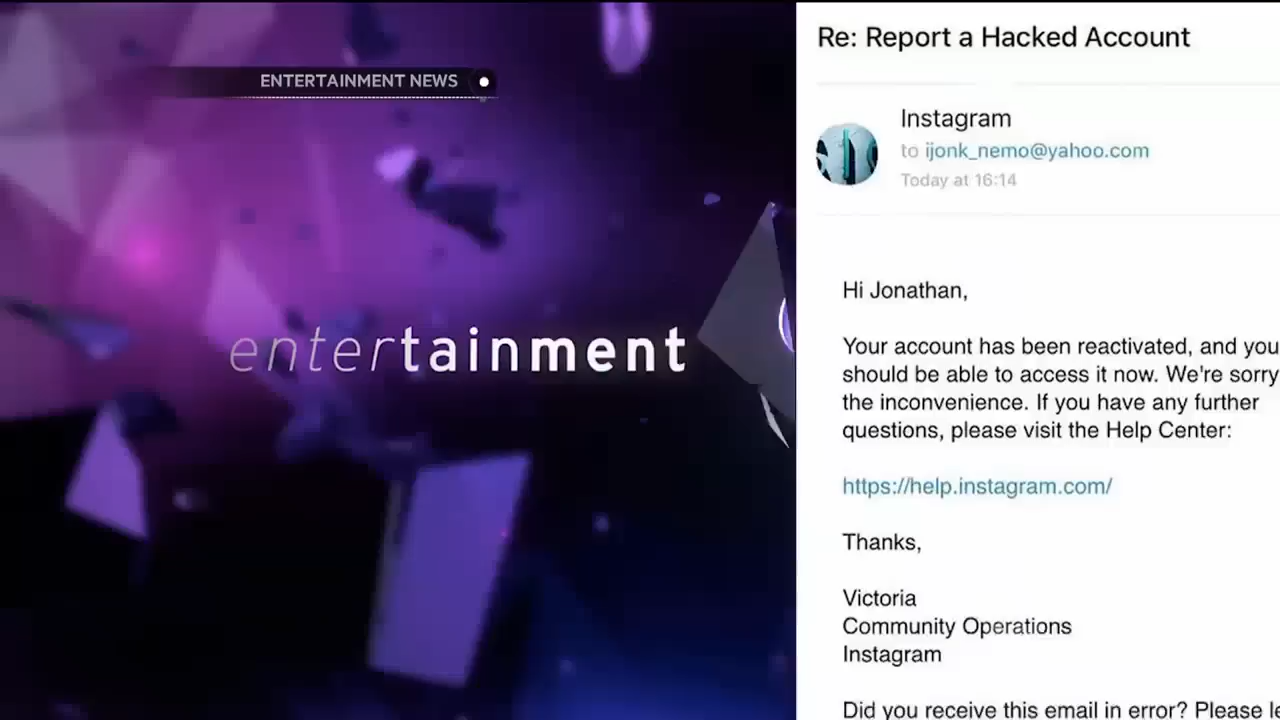 ENTERTAINMENT NEWS
entertainment
Re: Report a Hacked Account
Instagram
to ijonk_nemo@yahoo.com
Today at 16:14
Hi Jonathan,
Your account has been reactivated, and you
should be able to access it now. We're sorry
the inconvenience. If you have any further
questions, please visit the Help Center:
https://help.instagram.com/
Thanks,
Victoria
Community Operations
Instagram
Did you receive this email in error? Please le